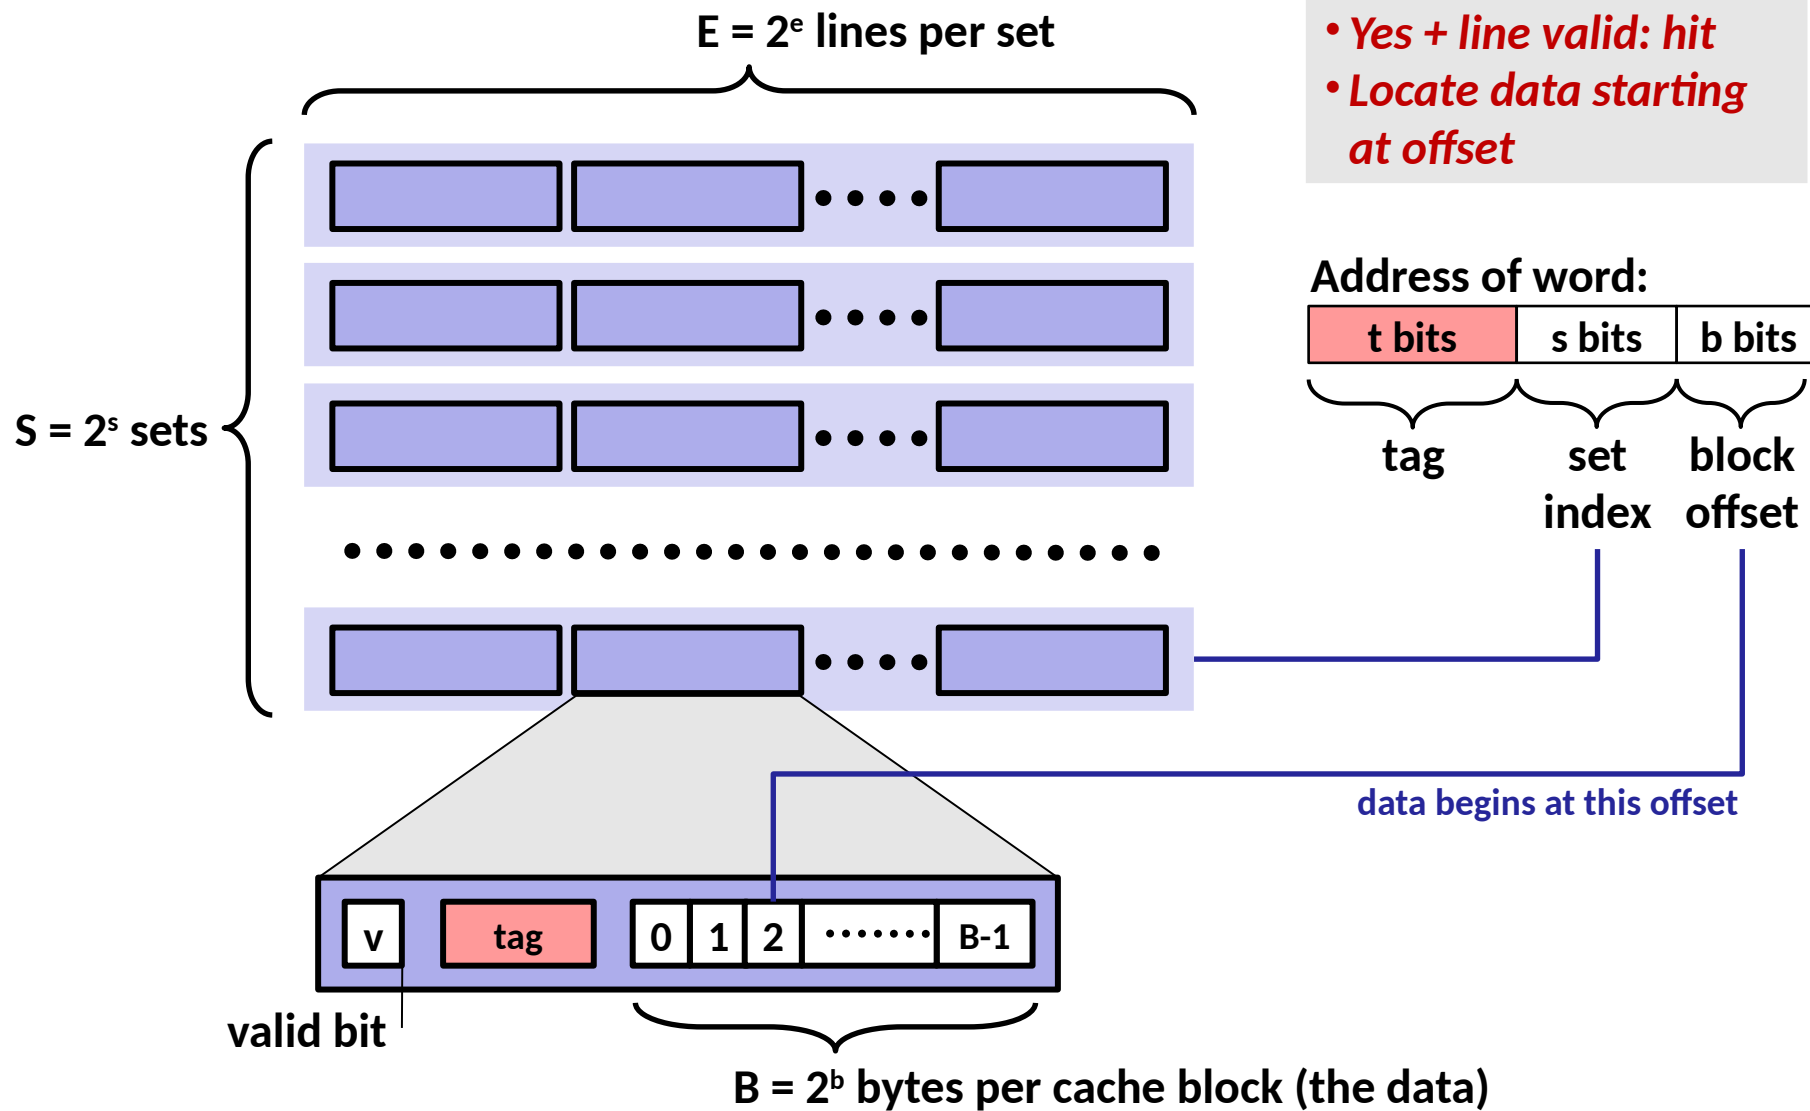 E = 2ᵉ lines per set
• Yes + line valid: hit
• Locate data starting
at offset
Address of word:
t bits s bits b bits
S = 2ˢ sets
tag set block
index offset
data begins at this offset
v tag 0 1 2 ······· B-1
valid bit
B = 2ᵇ bytes per cache block (the data)